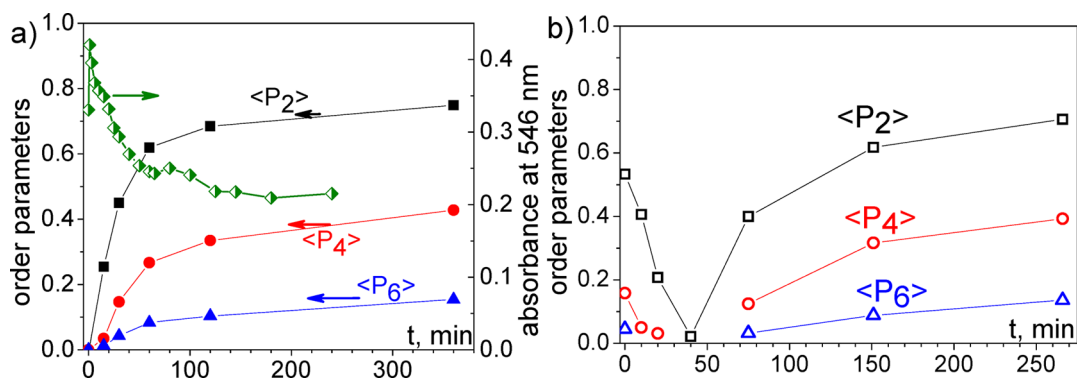 a)
1.0
0.8
0.6
0.4
0.2
0.0
order parameters
<P2>
<P4>
<P6>
t, min
0 100 200 300
0.4
0.3
0.2
0.1
0.0
absorbance at 546 nm
b)
1.0
0.8
0.6
0.4
0.2
0.0
order parameters
<P2>
<P4>
<P6>
t, min
0 50 100 150 200 250